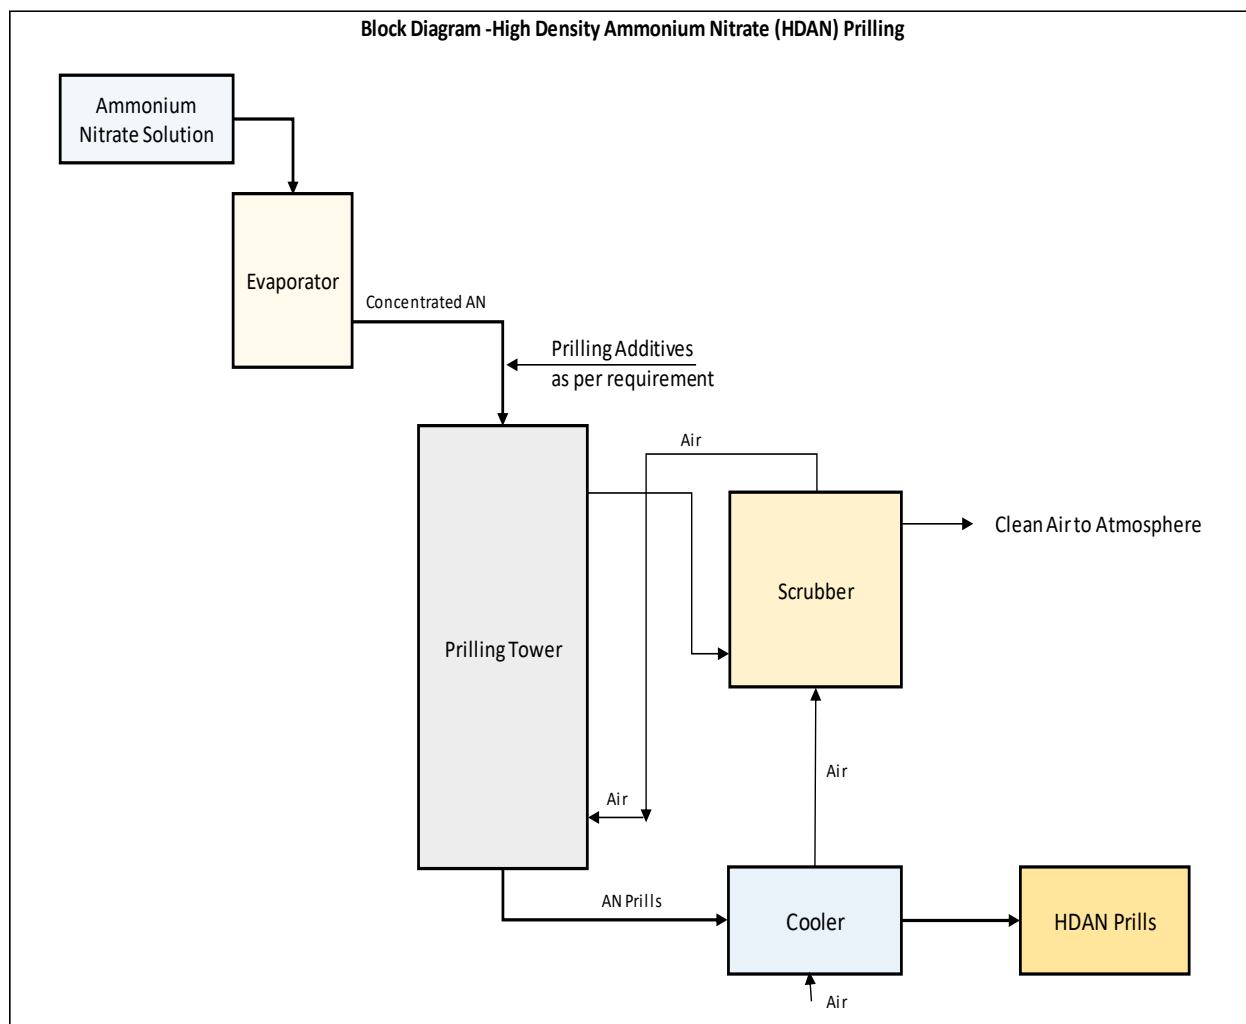 Block Diagram -High Density Ammonium Nitrate (HDAN) Prilling
Ammonium
Nitrate Solution
Evaporator
Concentrated AN
Prilling Additives
as per requirement
Air
Clean Air to Atmosphere
Scrubber
Prilling Tower
Air
Air
AN Prills
Cooler
HDAN Prills
Air